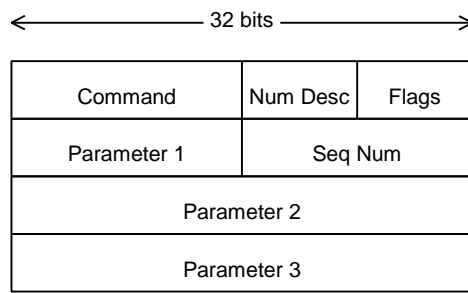 32 bits
Command Num Desc Flags
Parameter 1 Seq Num
Parameter 2
Parameter 3